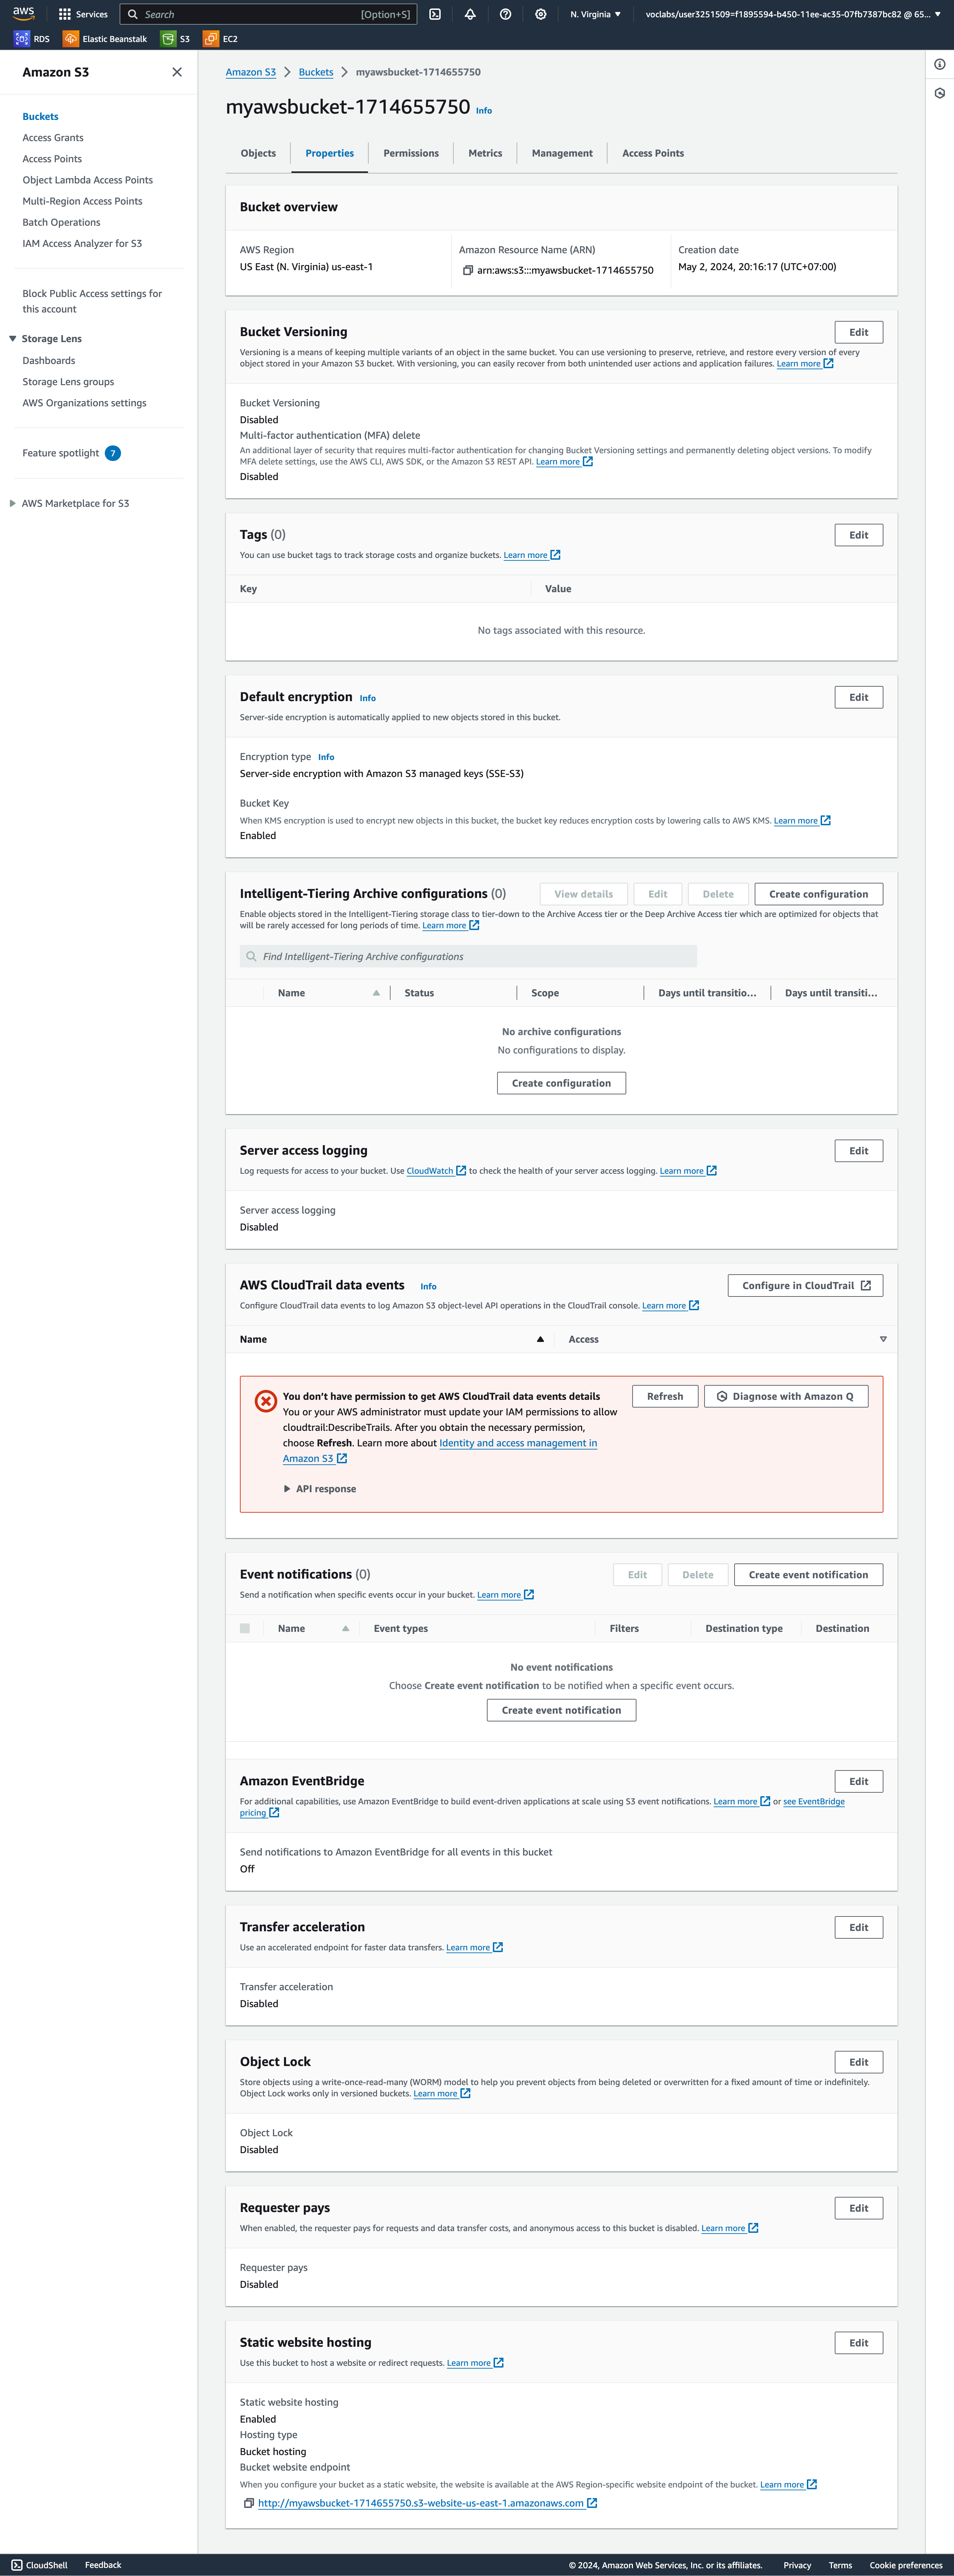 aws
Services
Search
[Option+S]
N. Virginia
voclabs/user3251509=f1895594-b450-11ee-ac35-07fb7387bc82 @ 65...
RDS
Elastic Beanstalk
S3
EC2
Amazon S3
Buckets
Access Grants
Access Points
Object Lambda Access Points
Multi-Region Access Points
Batch Operations
IAM Access Analyzer for S3
Block Public Access settings for
this account
Storage Lens
Dashboards
Storage Lens groups
AWS Organizations settings
Feature spotlight 7
AWS Marketplace for S3
Amazon S3 > Buckets > myawsbucket-1714655750
myawsbucket-1714655750 Info
Objects
Properties
Permissions
Metrics
Management
Access Points
Bucket overview
AWS Region
US East (N. Virginia) us-east-1
Amazon Resource Name (ARN)
arn:aws:s3:::myawsbucket-1714655750
Creation date
May 2, 2024, 20:16:17 (UTC+07:00)
Bucket Versioning
Edit
Versioning is a means of keeping multiple variants of an object in the same bucket. You can use versioning to preserve, retrieve, and restore every version of every
object stored in your Amazon S3 bucket. With versioning, you can easily recover from both unintended user actions and application failures. Learn more
Bucket Versioning
Disabled
Multi-factor authentication (MFA) delete
An additional layer of security that requires multi-factor authentication for changing Bucket Versioning settings and permanently deleting object versions. To modify
MFA delete settings, use the AWS CLI, AWS SDK, or the Amazon S3 REST API. Learn more
Disabled
Tags (0)
Edit
You can use bucket tags to track storage costs and organize buckets. Learn more
Key
Value
No tags associated with this resource.
Default encryption Info
Edit
Server-side encryption is automatically applied to new objects stored in this bucket.
Encryption type Info
Server-side encryption with Amazon S3 managed keys (SSE-S3)
Bucket Key
When KMS encryption is used to encrypt new objects in this bucket, the bucket key reduces encryption costs by lowering calls to AWS KMS. Learn more
Enabled
Intelligent-Tiering Archive configurations (0)
View details
Edit
Delete
Create configuration
Enable objects stored in the Intelligent-Tiering storage class to tier-down to the Archive Access tier or the Deep Archive Access tier which are optimized for objects that
will be rarely accessed for long periods of time. Learn more
Find Intelligent-Tiering Archive configurations
Name
Status
Scope
Days until transitio...
Days until transiti...
No archive configurations
No configurations to display.
Create configuration
Server access logging
Edit
Log requests for access to your bucket. Use CloudWatch to check the health of your server access logging. Learn more
Server access logging
Disabled
AWS CloudTrail data events Info
Configure in CloudTrail
Configure CloudTrail data events to log Amazon S3 object-level API operations in the CloudTrail console. Learn more
Name
Access
You don't have permission to get AWS CloudTrail data events details
You or your AWS administrator must update your IAM permissions to allow
cloudtrail:DescribeTrails. After you obtain the necessary permission,
choose Refresh. Learn more about Identity and access management in
Amazon S3
API response
Refresh
Diagnose with Amazon Q
Event notifications (0)
Edit
Delete
Create event notification
Send a notification when specific events occur in your bucket. Learn more
Name
Event types
Filters
Destination type
Destination
No event notifications
Choose Create event notification to be notified when a specific event occurs.
Create event notification
Amazon EventBridge
Edit
For additional capabilities, use Amazon EventBridge to build event-driven applications at scale using S3 event notifications. Learn more or see EventBridge
pricing
Send notifications to Amazon EventBridge for all events in this bucket
Off
Transfer acceleration
Edit
Use an accelerated endpoint for faster data transfers. Learn more
Transfer acceleration
Disabled
Object Lock
Edit
Store objects using a write-once-read-many (WORM) model to help you prevent objects from being deleted or overwritten for a fixed amount of time or indefinitely.
Object Lock works only in versioned buckets. Learn more
Object Lock
Disabled
Requester pays
Edit
When enabled, the requester pays for requests and data transfer costs, and anonymous access to this bucket is disabled. Learn more
Requester pays
Disabled
Static website hosting
Edit
Use this bucket to host a website or redirect requests. Learn more
Static website hosting
Enabled
Hosting type
Bucket hosting
Bucket website endpoint
When you configure your bucket as a static website, the website is available at the AWS Region-specific website endpoint of the bucket. Learn more
http://myawsbucket-1714655750.s3-website-us-east-1.amazonaws.com
CloudShell
Feedback
© 2024, Amazon Web Services, Inc. or its affiliates.
Privacy
Terms
Cookie preferences